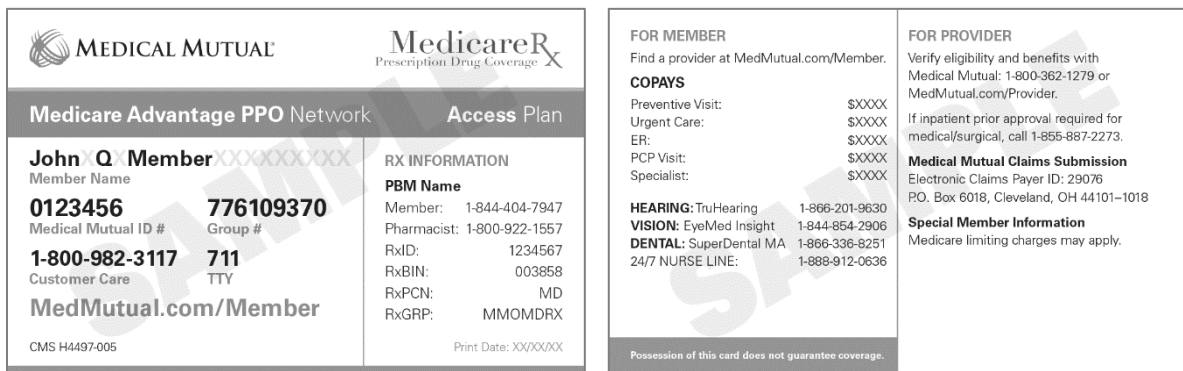 MEDICAL MUTUAL®
MedicareRx
Prescription Drug Coverage
Medicare Advantage PPO Network Access Plan
John X Q X Member XXXXXXXXX
Member Name
0123456 776109370
Medical Mutual ID # Group #
1-800-982-3117 711
Customer Care TTY
MedMutual.com/Member
CMS H4497-005
RX INFORMATION
PBM Name
Member: 1-844-404-7947
Pharmacist: 1-800-922-1557
RxID: 1234567
RxBIN: 003858
RxPCN: MD
RxGRP: MMOMDRX
Print Date: XX/XX/XX
SAMPLE
FOR MEMBER
Find a provider at MedMutual.com/Member.
COPAYS
Preventive Visit: $XXXX
Urgent Care: $XXXX
ER: $XXXX
PCP Visit: $XXXX
Specialist: $XXXX
HEARING: TruHearing 1-866-201-9630
VISION: EyeMed Insight 1-844-854-2906
DENTAL: SuperDental MA 1-866-336-8251
24/7 NURSE LINE: 1-888-912-0636
Possession of this card does not guarantee coverage.
FOR PROVIDER
Verify eligibility and benefits with
Medical Mutual: 1-800-362-1279 or
MedMutual.com/Provider.
If inpatient prior approval required for
medical/surgical, call 1-855-887-2273.
Medical Mutual Claims Submission
Electronic Claims Payer ID: 29076
P.O. Box 6018, Cleveland, OH 44101–1018
Special Member Information
Medicare limiting charges may apply.
SAMPLE